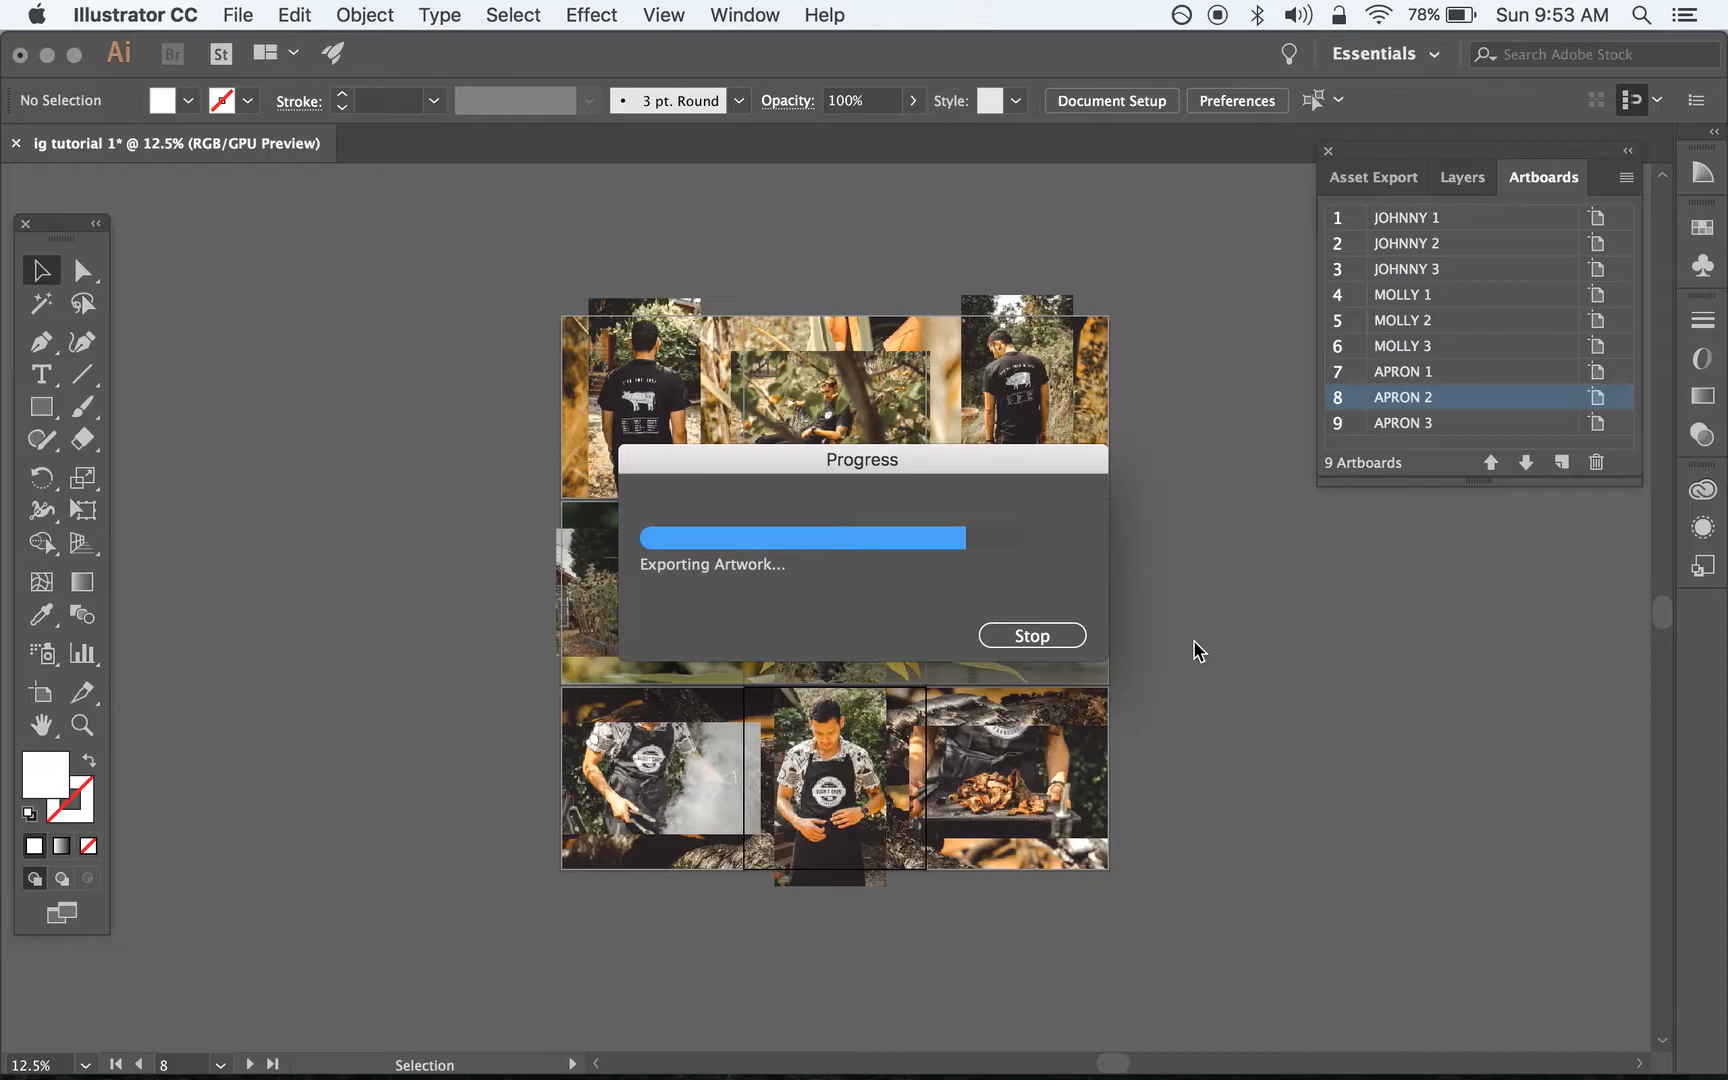 Illustrator CC File Edit Object Type Select Effect View Window Help 78% Sun 9:53 AM
Ai Br St Essentials Search Adobe Stock
No Selection Stroke: 3 pt. Round Opacity: 100% Style: Document Setup Preferences
× ig tutorial 1* @ 12.5% (RGB/GPU Preview)
Asset Export Layers Artboards
1 JOHNNY 1
2 JOHNNY 2
3 JOHNNY 3
4 MOLLY 1
5 MOLLY 2
6 MOLLY 3
7 APRON 1
8 APRON 2
9 APRON 3
9 Artboards
Progress
Exporting Artwork...
Stop
12.5% 8 Selection